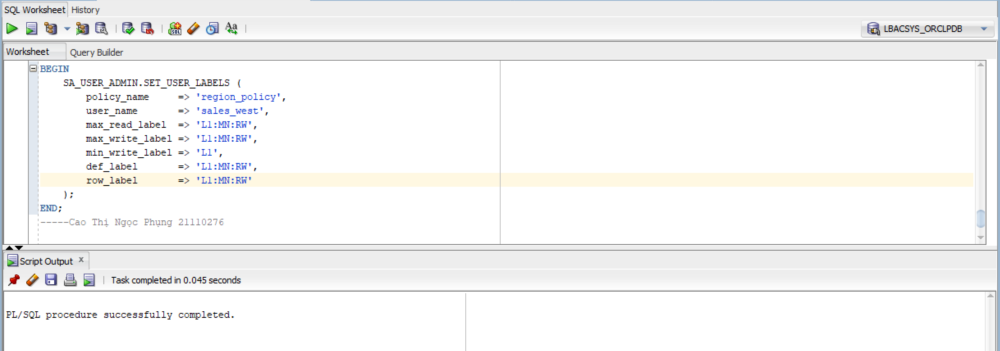 SQL Worksheet History
SQL Aa LBACSYS_ORCLPDB
Worksheet Query Builder
BEGIN
    SA_USER_ADMIN.SET_USER_LABELS (
        policy_name     => 'region_policy',
        user_name       => 'sales_west',
        max_read_label  => 'L1:MN:RW',
        max_write_label => 'L1:MN:RW',
        min_write_label => 'L1',
        def_label       => 'L1:MN:RW',
        row_label       => 'L1:MN:RW'
    );
END;
-----Cao Thị Ngọc Phụng 21110276
Script Output x
Task completed in 0.045 seconds
PL/SQL procedure successfully completed.